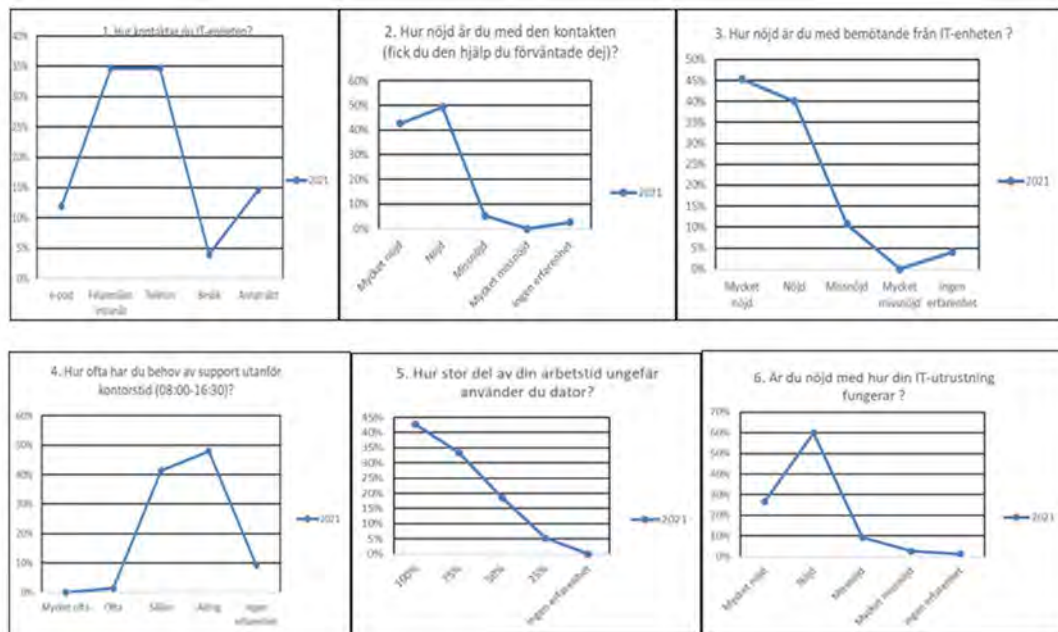 1. Hur kontaktar du IT-enheten?
40%
35%
30%
25%
20%
15%
10%
5%
0%
e-post
Felanmälan
intranät
Telefon
Besök
2021
2. Hur nöjd är du med den kontakten
(fick du den hjälp du förväntade dej)?
60%
50%
40%
30%
20%
10%
0%
Mycket nöjd
Nöjd
Missnöjd
Mycket missnöjd
ingen erfarenhet
2021
3. Hur nöjd är du med bemötande från IT-enheten ?
50%
45%
40%
35%
30%
25%
20%
15%
10%
5%
0%
Mycket
nöjd
Nöjd
Missnöjd
Mycket
missnöjd
ingen
erfarenhet
2021
4. Hur ofta har du behov av support utanför
kontorstid (08:00-16:30)?
60%
50%
40%
30%
20%
10%
0%
Mycket ofta
Ofta
Sällan
Aldrig
ingen
erfarenhet
2021
5. Hur stor del av din arbetstid ungefär
använder du dator?
45%
40%
35%
30%
25%
20%
15%
10%
5%
0%
100%
75%
50%
25%
ingen erfarenhet
2021
6. Är du nöjd med hur din IT-utrustning
fungerar ?
70%
60%
50%
40%
30%
20%
10%
0%
Mycket nöjd
Nöjd
Missnöjd
Mycket missnöjd
ingen erfarenhet
2021